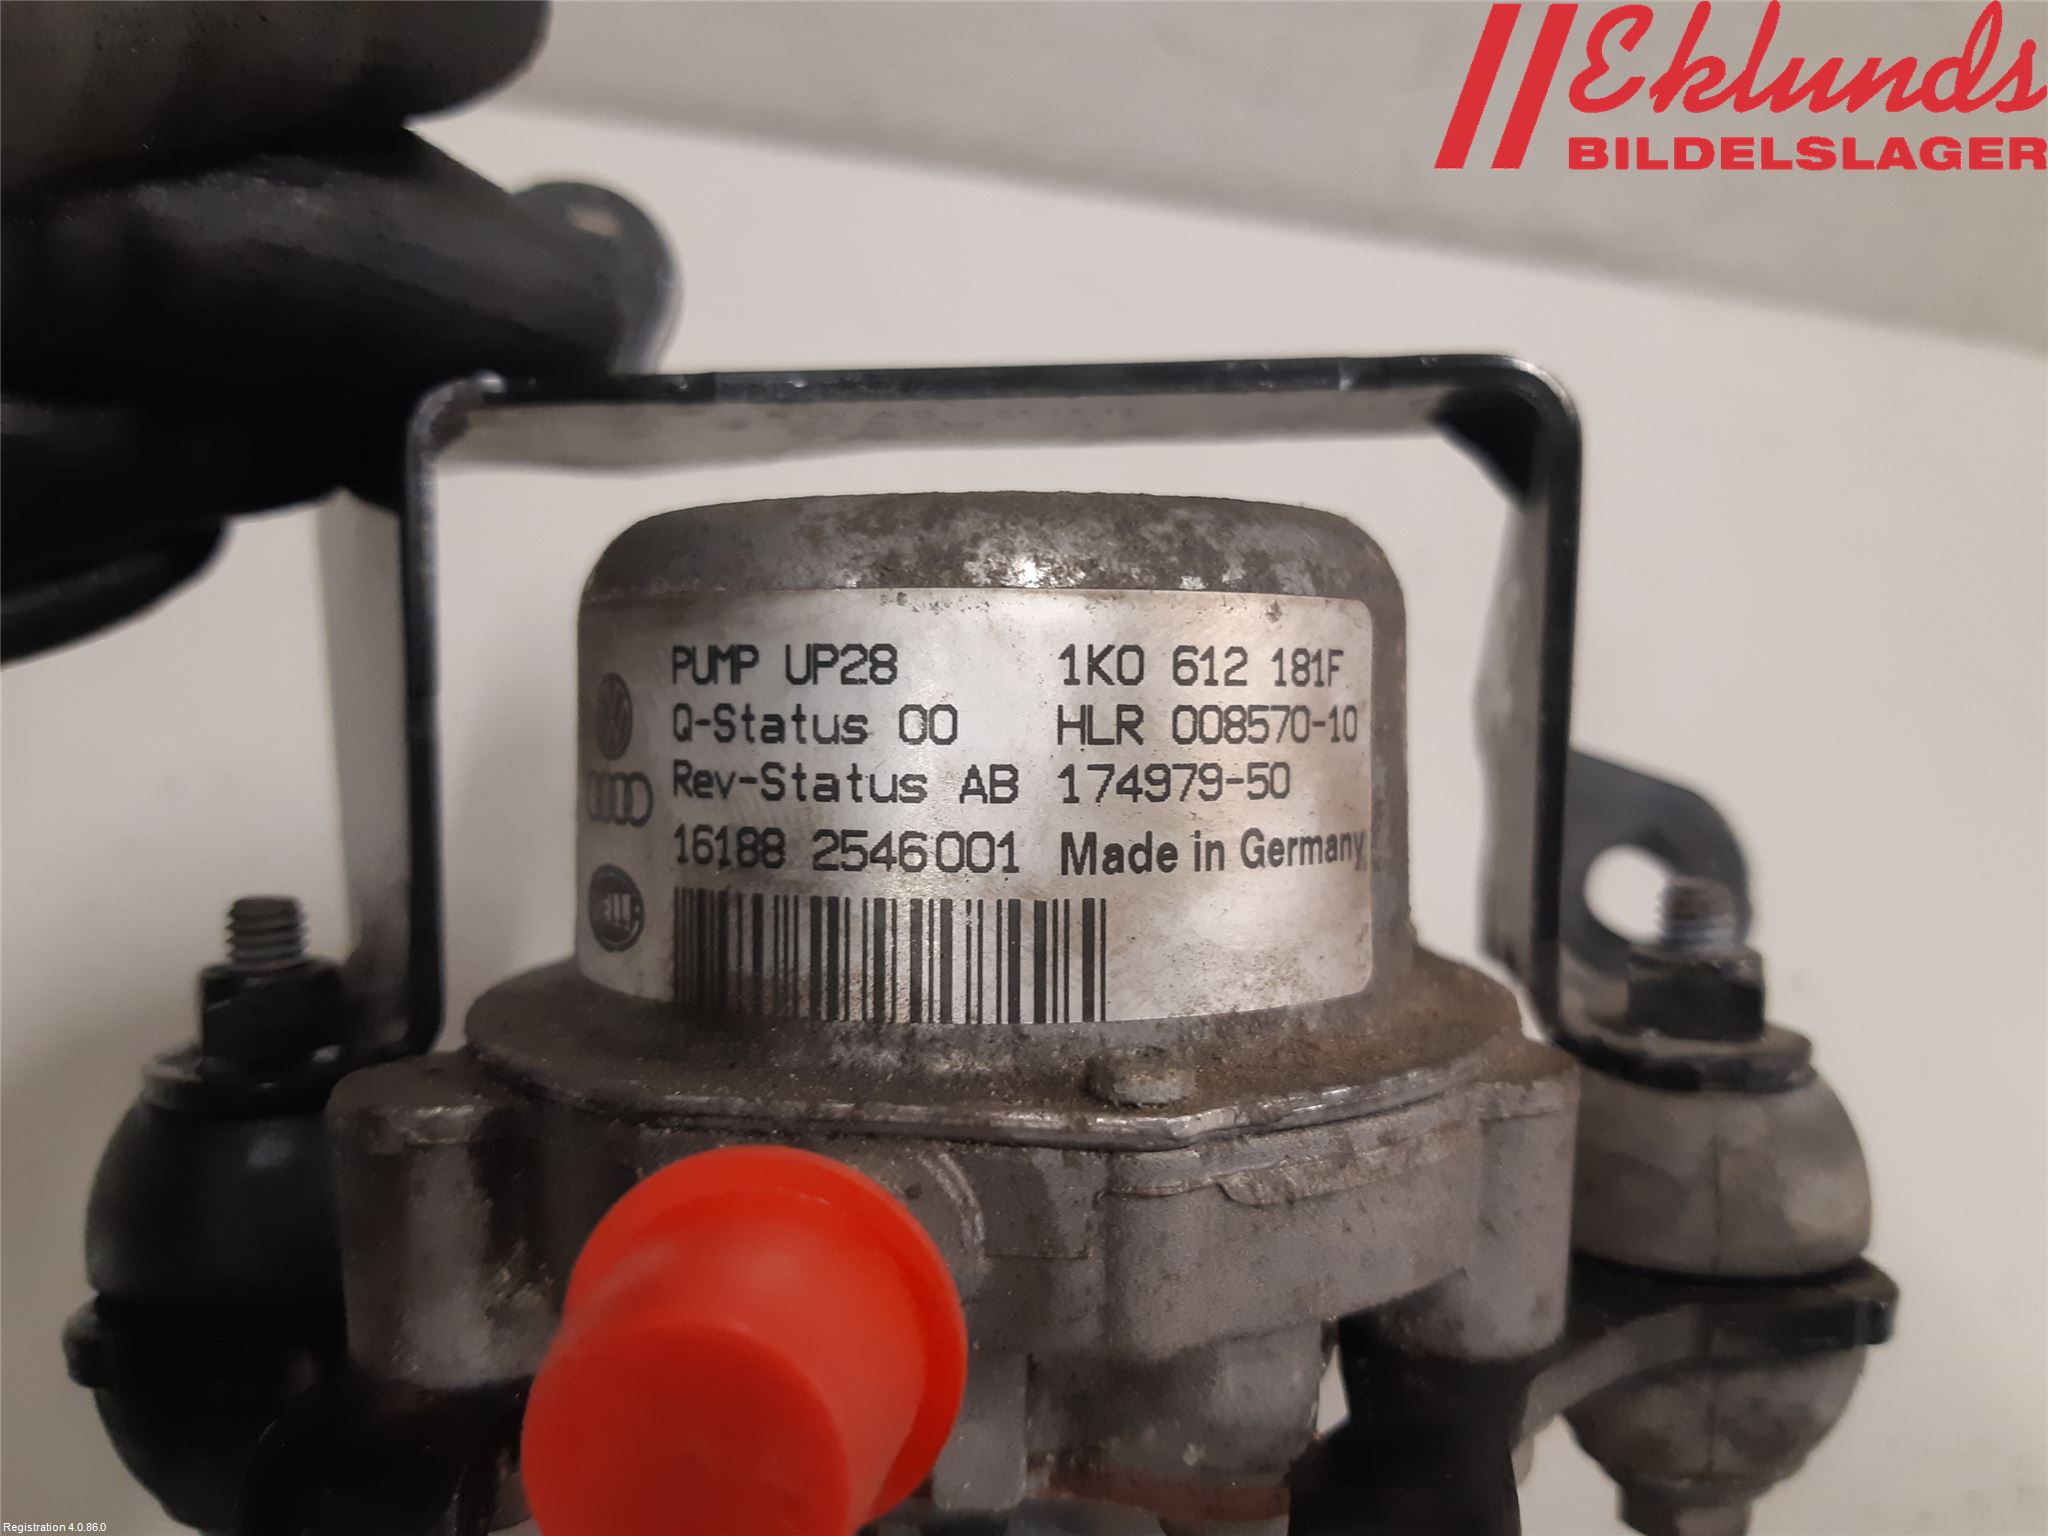 Eklunds
BILDELSLAGER
PUMP UP28 1K0 612 181F
Q-Status 00 HLR 008570-10
Rev-Status AB 174979-50
16188 2546001 Made in Germany
HELLA
Registration 4.0.86.0